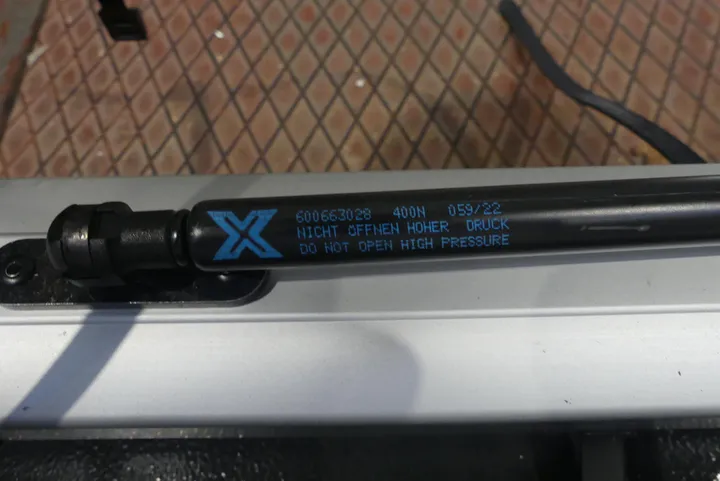 X
600663028 400N 059/22
NICHT ÖFFNEN HOHER DRUCK
DO NOT OPEN HIGH PRESSURE